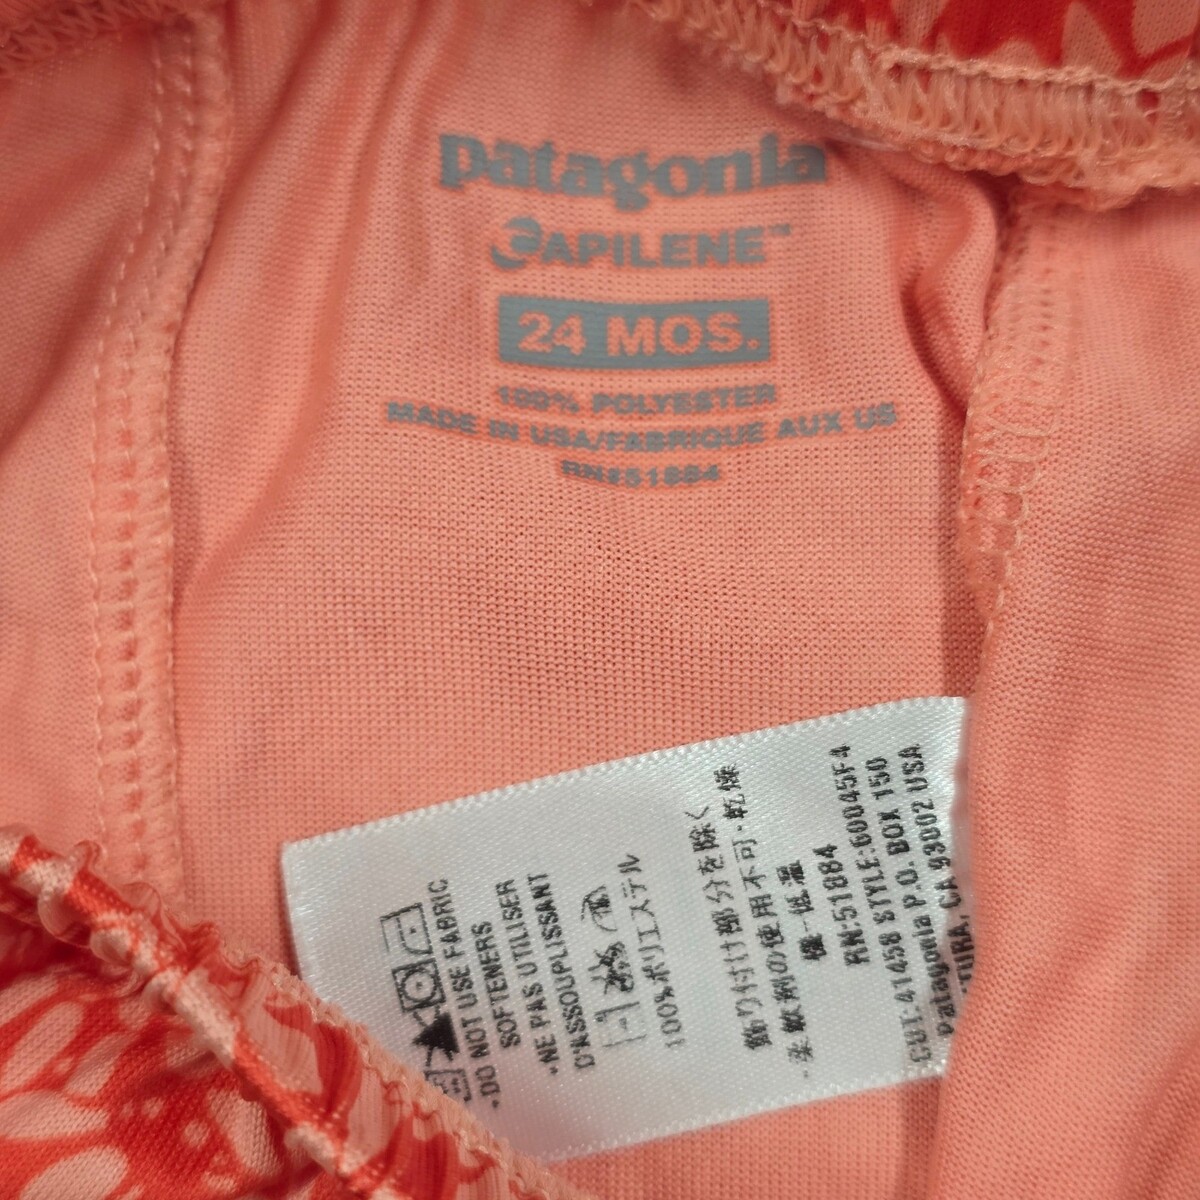 patagonia
CAPILENE™
24 MOS.
100% POLYESTER
MADE IN USA/FABRIQUE AUX US
RN#51884
·DO NOT USE FABRIC
SOFTENERS
·NE PAS UTILISER
D'ASSOUPLISSANT
100%ポリエステル
飾り付け部分を除く
·柔軟剤の使用不可·乾燥
機-低温
RN:51884
CUT:41458 STYLE:60045F4
Patagonia P.O. BOX 150
TURA, CA 93002 USA